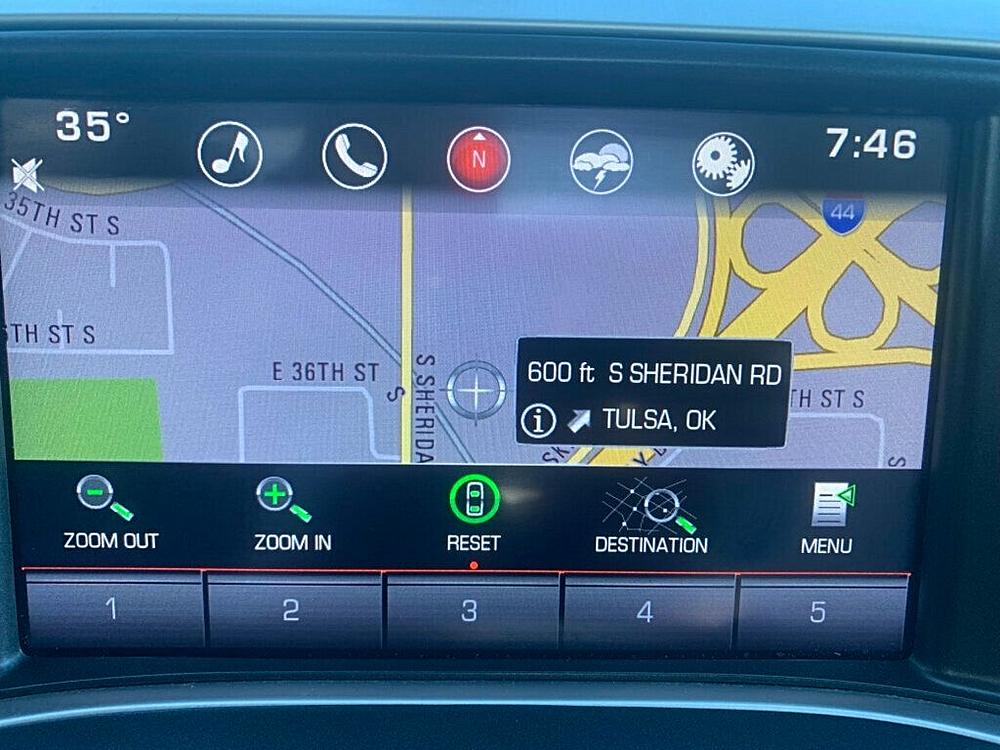 35°
7:46
N
44
35TH ST S
TH ST S
E 36TH ST
S
S SHERIDA
600 ft S SHERIDAN RD
TULSA, OK
TH ST S
S
ZOOM OUT
ZOOM IN
RESET
DESTINATION
MENU
1
2
3
4
5